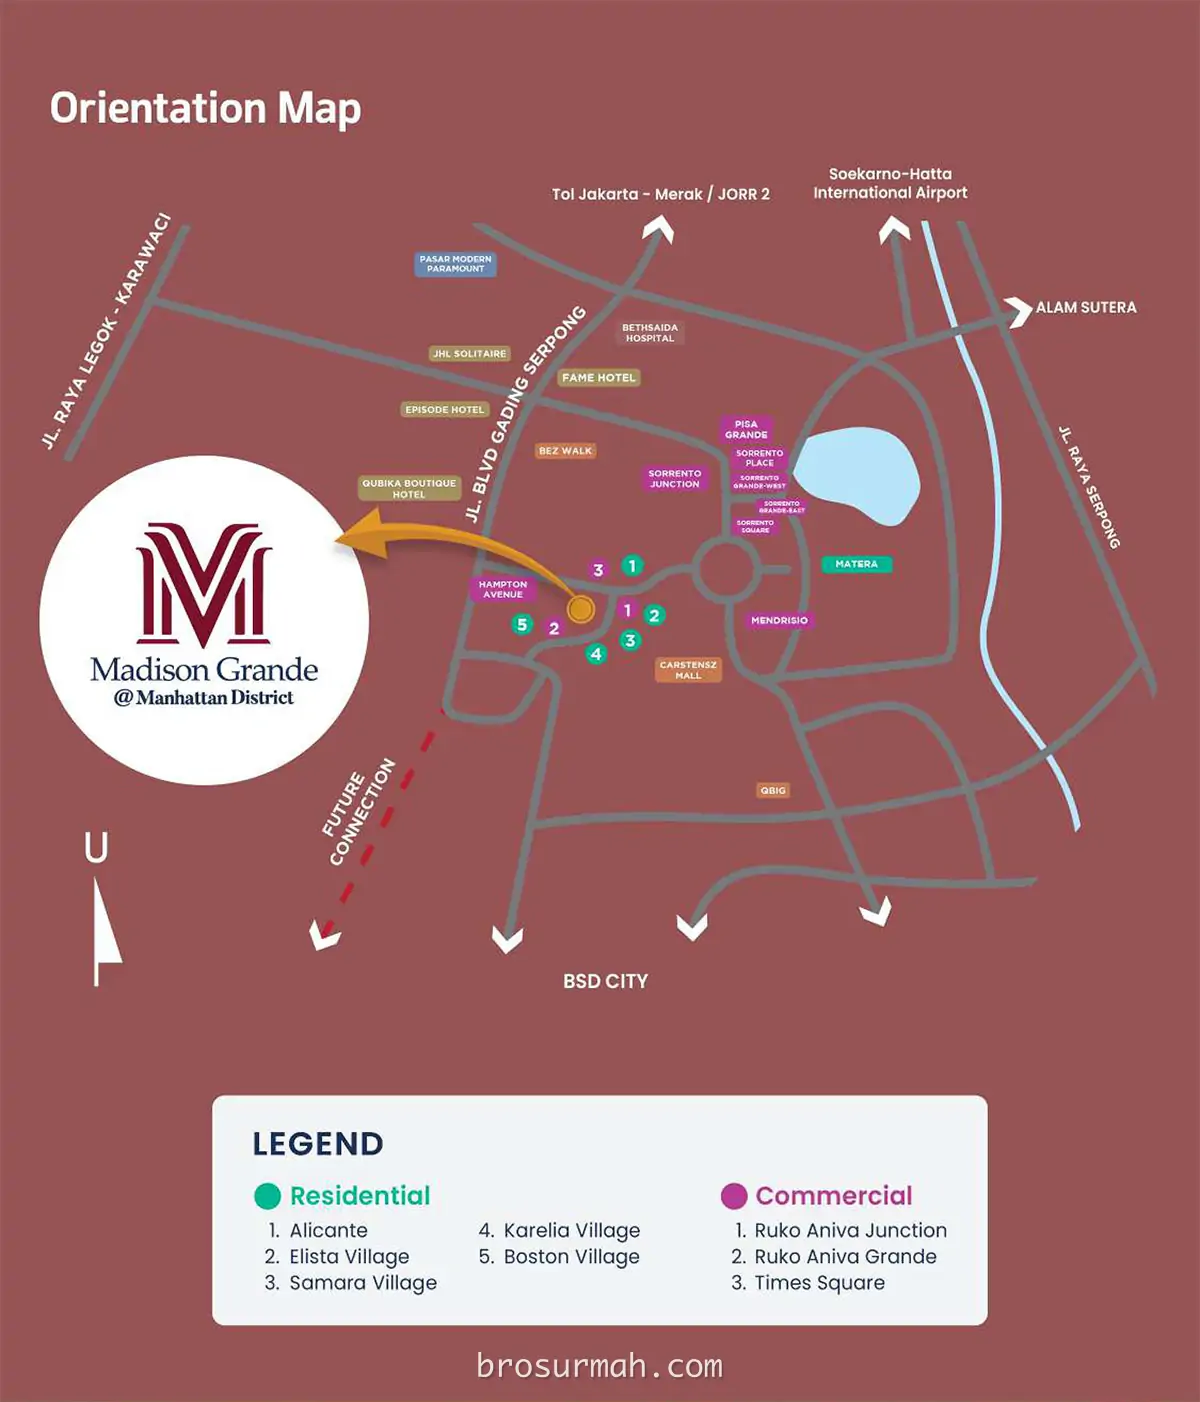 Orientation Map
Soekarno-Hatta
International Airport
Tol Jakarta - Merak / JORR 2
JL. RAYA LEGOK - KARAWACI
PASAR MODERN
PARAMOUNT
ALAM SUTERA
JL. BLVD GADING SERPONG
BETHSAIDA
HOSPITAL
JHL SOLITAIRE
FAME HOTEL
EPISODE HOTEL
PISA
GRANDE
JL. RAYA SERPONG
BEZ WALK
SORRENTO
PLACE
SORRENTO
JUNCTION
SORRENTO
GRANDE-WEST
QUBIKA BOUTIQUE
HOTEL
SORRENTO
GRANDE-EAST
SORRENTO
SQUARE
3
1
MATERA
HAMPTON
AVENUE
1
2
5
2
3
4
MENDRISIO
CARSTENSZ
MALL
M
Madison Grande
@ Manhattan District
FUTURE
CONNECTION
QBIG
U
BSD CITY
LEGEND
Residential
1. Alicante
2. Elista Village
3. Samara Village
4. Karelia Village
5. Boston Village
Commercial
1. Ruko Aniva Junction
2. Ruko Aniva Grande
3. Times Square
brosurmah.com